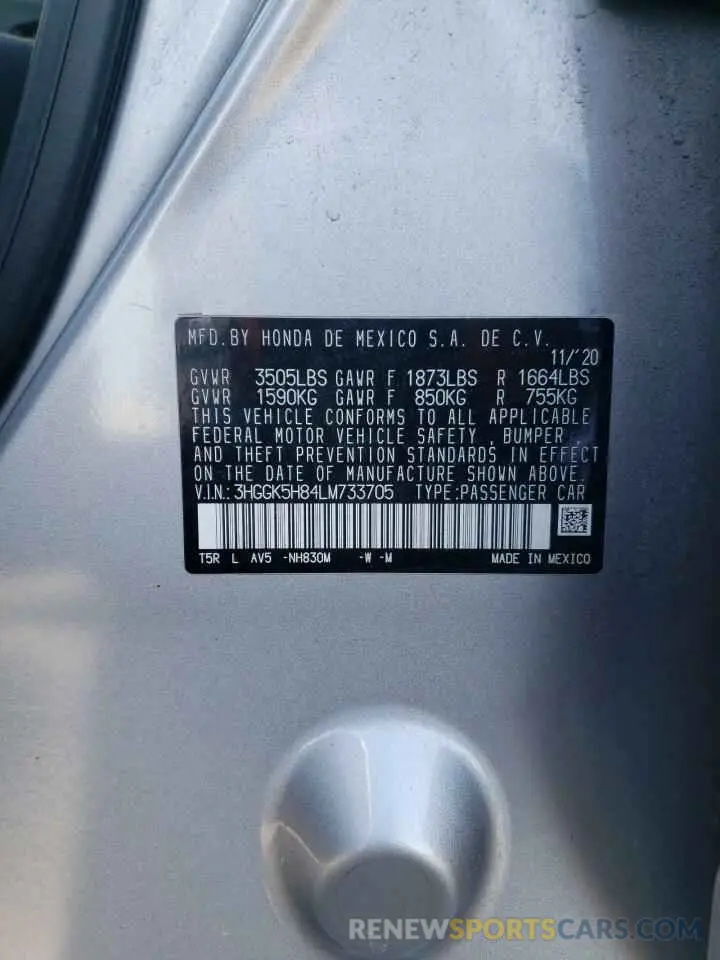 MFD.BY HONDA DE MEXICO S.A. DE C.V.
11/'20
GVWR 3505LBS GAWR F 1873LBS R 1664LBS
GVWR 1590KG GAWR F 850KG R 755KG
THIS VEHICLE CONFORMS TO ALL APPLICABLE
FEDERAL MOTOR VEHICLE SAFETY , BUMPER
AND THEFT PREVENTION STANDARDS IN EFFECT
ON THE DATE OF MANUFACTURE SHOWN ABOVE.
V.I.N.: 3HGGK5H84LM733705 TYPE:PASSENGER CAR
T5R L AV5 -NH830M -W -M MADE IN MEXICO
RENEWSPORTSCARS.COM